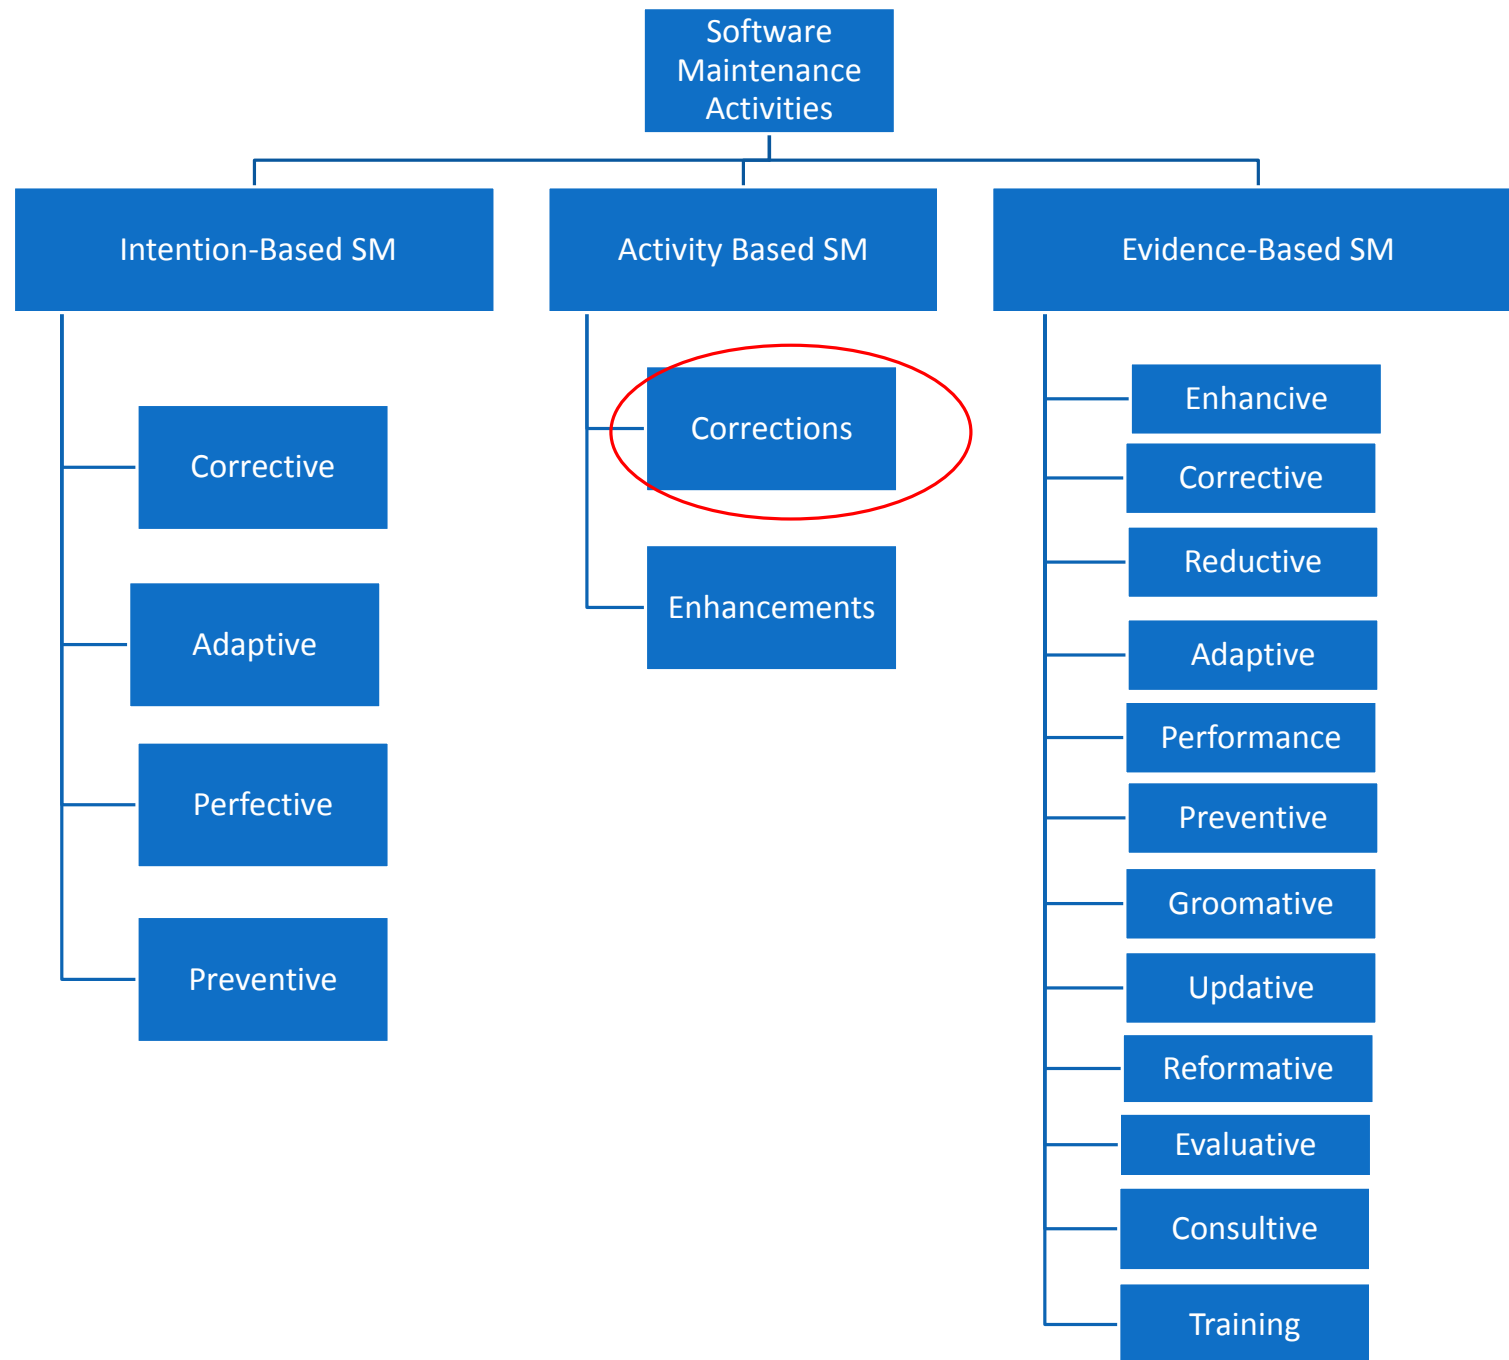 Software
Maintenance
Activities
Intention-Based SM
Activity Based SM
Evidence-Based SM
Corrective
Adaptive
Perfective
Preventive
Corrections
Enhancements
Enhancive
Corrective
Reductive
Adaptive
Performance
Preventive
Groomative
Updative
Reformative
Evaluative
Consultive
Training